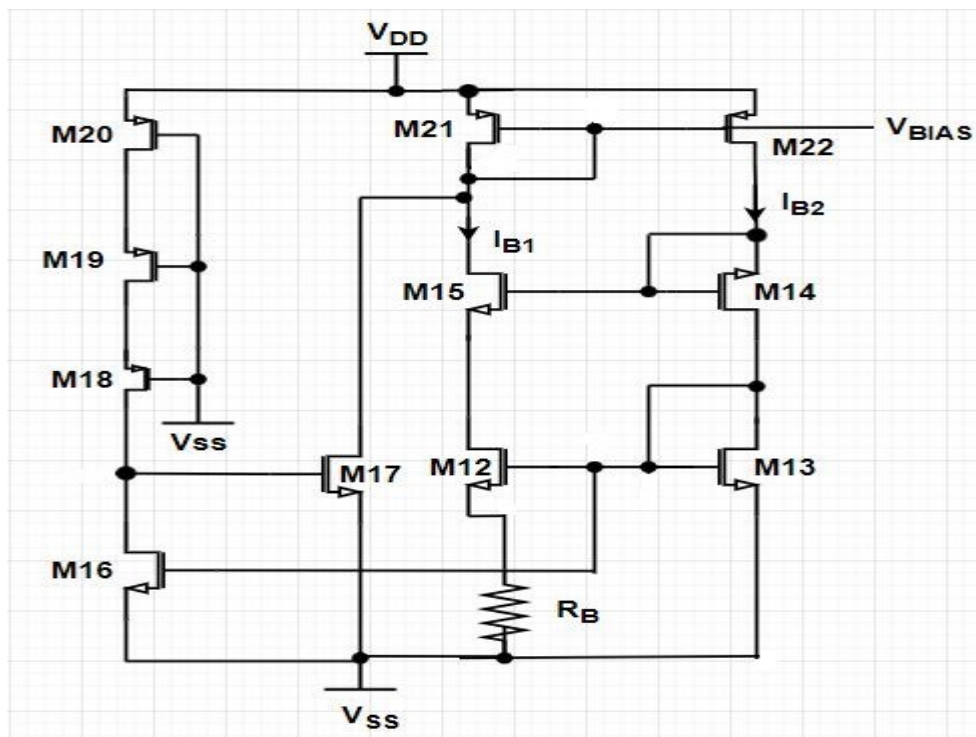 VDD
M20
M21
M22
VBIAS
IB1
IB2
M19
M15
M14
M18
Vss
M17
M12
M13
M16
RB
VSS